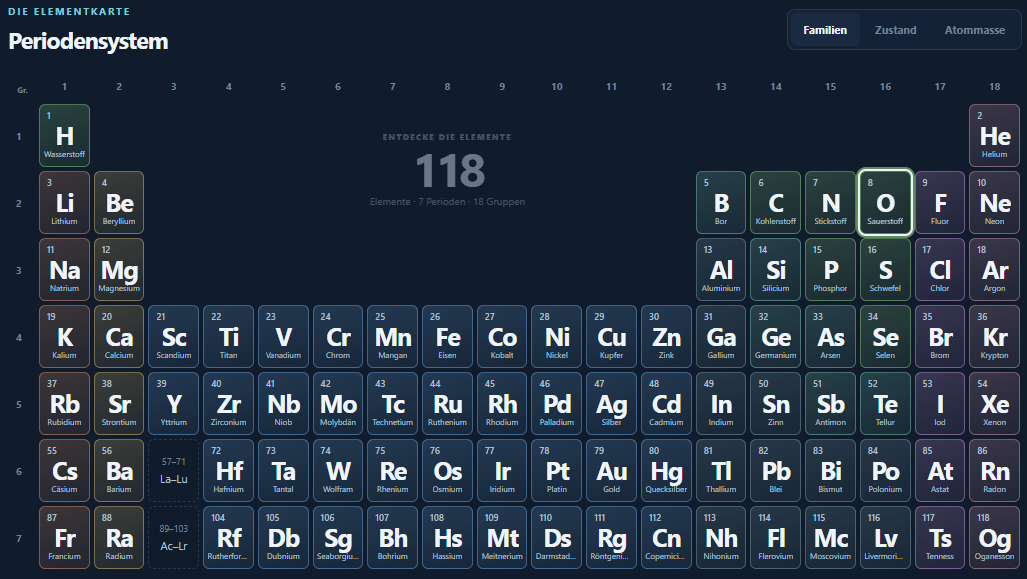 DIE ELEMENTKARTE
Periodensystem
Familien Zustand Atommasse
Gr. 1 2 3 4 5 6 7 8 9 10 11 12 13 14 15 16 17 18
ENTDECKE DIE ELEMENTE
118
Elemente · 7 Perioden · 18 Gruppen
1
1 2
H He
Wasserstoff Helium
2
3 4 5 6 7 8 9 10
Li Be B C N O F Ne
Lithium Beryllium Bor Kohlenstoff Stickstoff Sauerstoff Fluor Neon
3
11 12 13 14 15 16 17 18
Na Mg Al Si P S Cl Ar
Natrium Magnesium Aluminium Silicium Phosphor Schwefel Chlor Argon
4
19 20 21 22 23 24 25 26 27 28 29 30 31 32 33 34 35 36
K Ca Sc Ti V Cr Mn Fe Co Ni Cu Zn Ga Ge As Se Br Kr
Kalium Calcium Scandium Titan Vanadium Chrom Mangan Eisen Kobalt Nickel Kupfer Zink Gallium Germanium Arsen Selen Brom Krypton
5
37 38 39 40 41 42 43 44 45 46 47 48 49 50 51 52 53 54
Rb Sr Y Zr Nb Mo Tc Ru Rh Pd Ag Cd In Sn Sb Te I Xe
Rubidium Strontium Yttrium Zirconium Niob Molybdän Technetium Ruthenium Rhodium Palladium Silber Cadmium Indium Zinn Antimon Tellur Iod Xenon
6
55 56 57–71 72 73 74 75 76 77 78 79 80 81 82 83 84 85 86
Cs Ba La–Lu Hf Ta W Re Os Ir Pt Au Hg Tl Pb Bi Po At Rn
Cäsium Barium Hafnium Tantal Wolfram Rhenium Osmium Iridium Platin Gold Quecksilber Thallium Blei Bismut Polonium Astat Radon
7
87 88 89–103 104 105 106 107 108 109 110 111 112 113 114 115 116 117 118
Fr Ra Ac–Lr Rf Db Sg Bh Hs Mt Ds Rg Cn Nh Fl Mc Lv Ts Og
Francium Radium Rutherfor... Dubnium Seaborgiu... Bohrium Hassium Meitnerium Darmstad... Röntgeni... Copernici... Nihonium Flerovium Moscovium Livermori... Tenness Oganesson